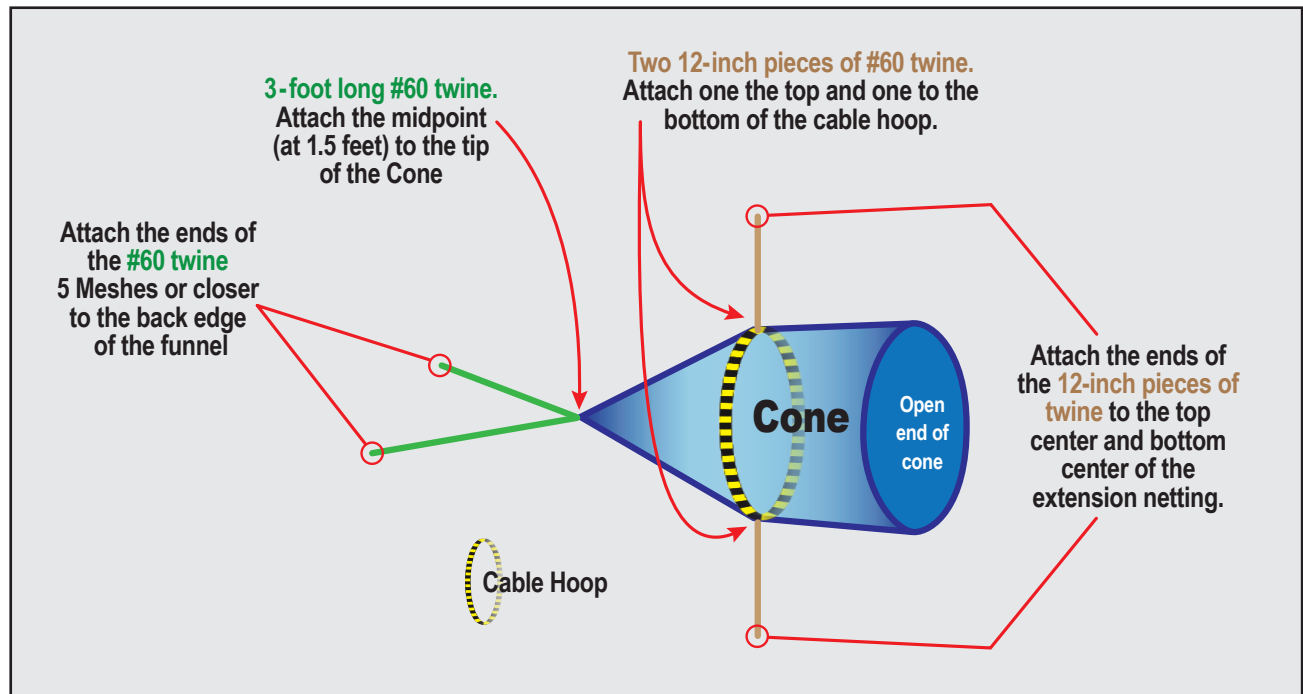 3-foot long #60 twine.
Attach the midpoint
(at 1.5 feet) to the tip
of the Cone
Two 12-inch pieces of #60 twine.
Attach one the top and one to the
bottom of the cable hoop.
Attach the ends of
the #60 twine
5 Meshes or closer
to the back edge
of the funnel
Cone
Open
end of
cone
Attach the ends of
the 12-inch pieces of
twine to the top
center and bottom
center of the
extension netting.
Cable Hoop